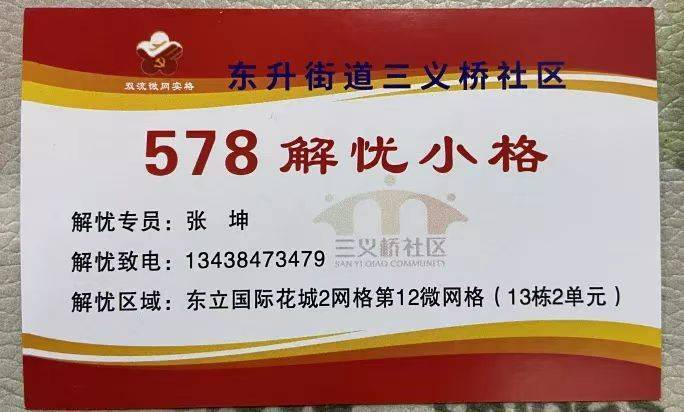 双流微网实格
东升街道三义桥社区
578 解忧小格
解忧专员：张 坤
解忧致电：13438473479
解忧区域：东立国际花城2网格第12微网格（13栋2单元）
三义桥社区
SAN YI QIAO COMMUNITY